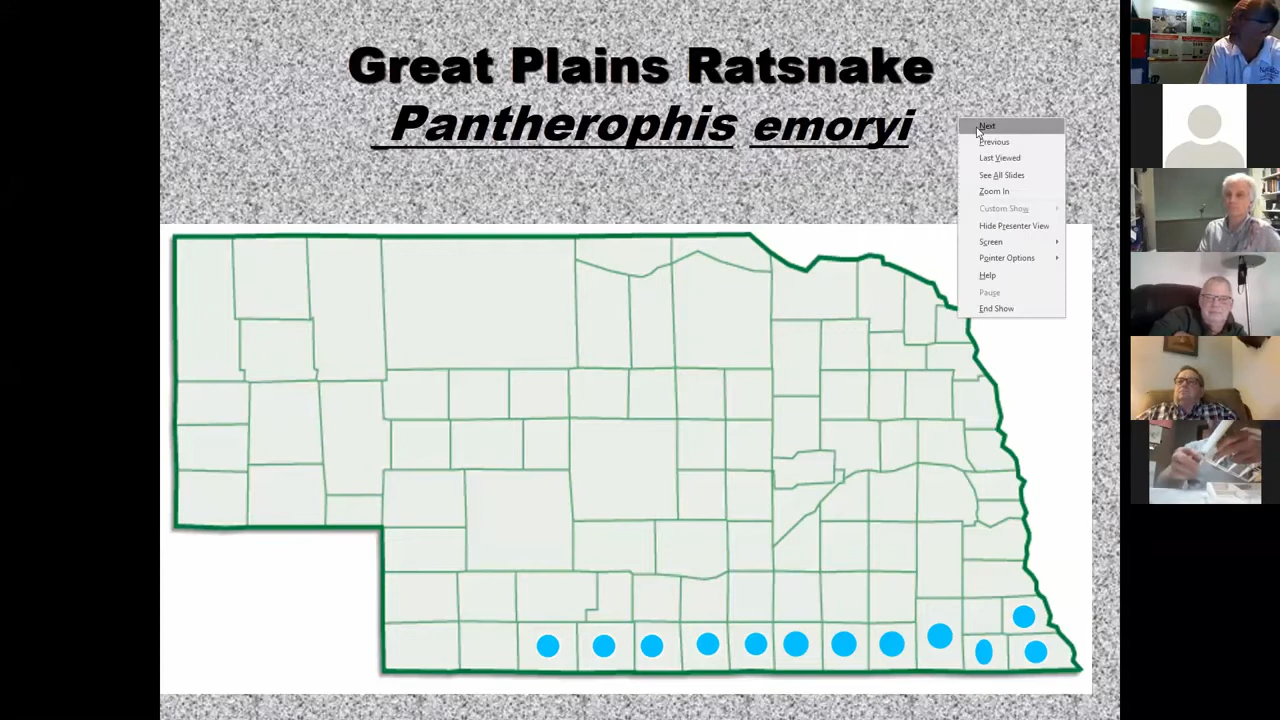 Great Plains Ratsnake
Pantherophis emoryi
Next
Previous
Last Viewed
See All Slides
Zoom In
Custom Show
Hide Presenter View
Screen
Pointer Options
Help
Pause
End Show